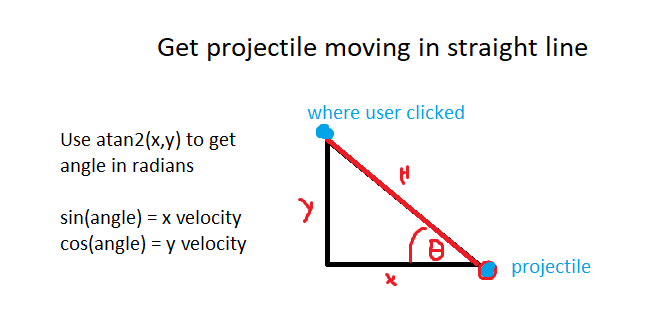 Get projectile moving in straight line
where user clicked
Use atan2(x,y) to get
angle in radians
sin(angle) = x velocity
cos(angle) = y velocity
H
y
θ
x
projectile